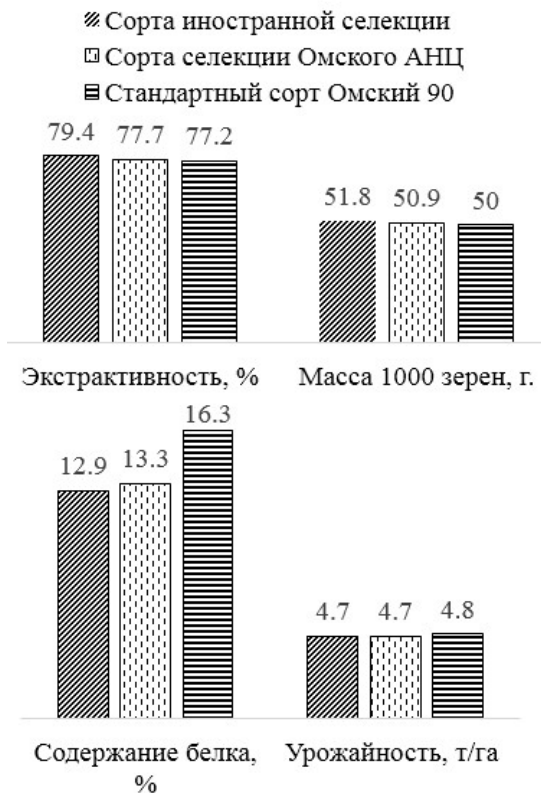 Сорта иностранной селекции
Сорта селекции Омского АНЦ
Стандартный сорт Омский 90
79.4 77.7 77.2
51.8 50.9 50
Экстрактивность, % Масса 1000 зерен, г.
16.3
12.9 13.3
4.7 4.7 4.8
Содержание белка, Урожайность, т/га
%